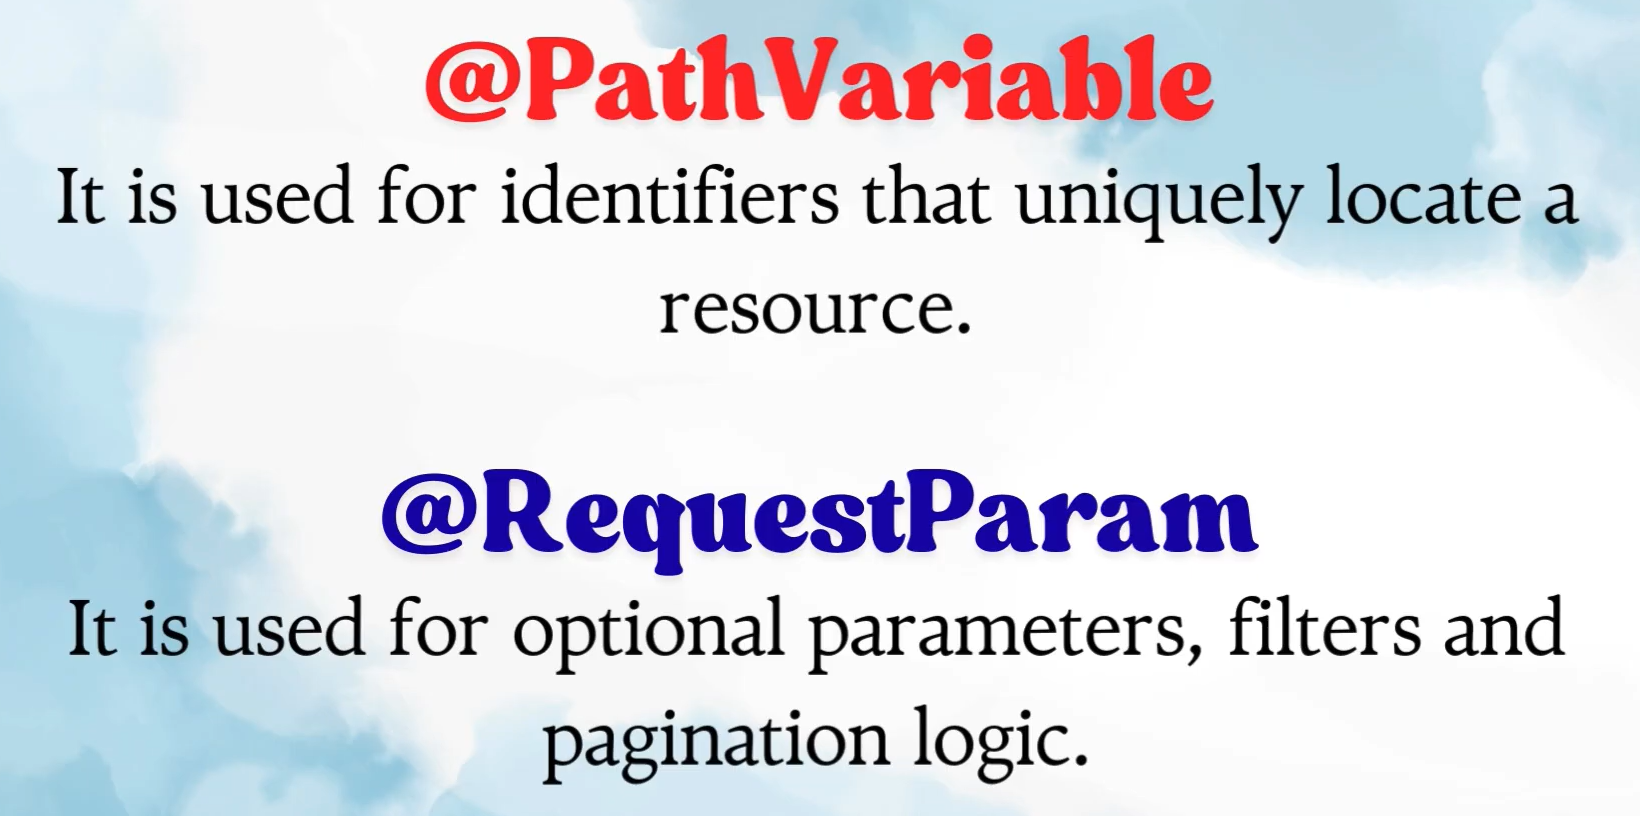 @PathVariable
It is used for identifiers that uniquely locate a
resource.
@RequestParam
It is used for optional parameters, filters and
pagination logic.